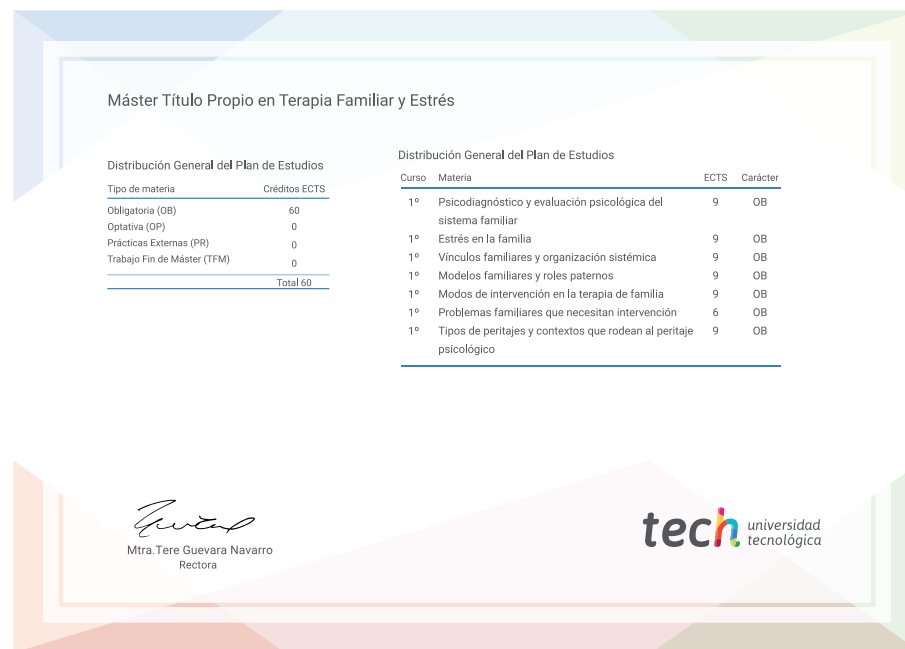 Máster Título Propio en Terapia Familiar y Estrés
Distribución General del Plan de Estudios
Tipo de materia Créditos ECTS
Obligatoria (OB) 60
Optativa (OP) 0
Prácticas Externas (PR) 0
Trabajo Fin de Máster (TFM) 0
Total 60
Distribución General del Plan de Estudios
Curso Materia ECTS Carácter
1º Psicodiagnóstico y evaluación psicológica del 9 OB
sistema familiar
1º Estrés en la familia 9 OB
1º Vínculos familiares y organización sistémica 9 OB
1º Modelos familiares y roles paternos 9 OB
1º Modos de intervención en la terapia de familia 9 OB
1º Problemas familiares que necesitan intervención 6 OB
1º Tipos de peritajes y contextos que rodean al peritaje 9 OB
psicológico
Mtra.Tere Guevara Navarro
Rectora
tech universidad
tecnológica